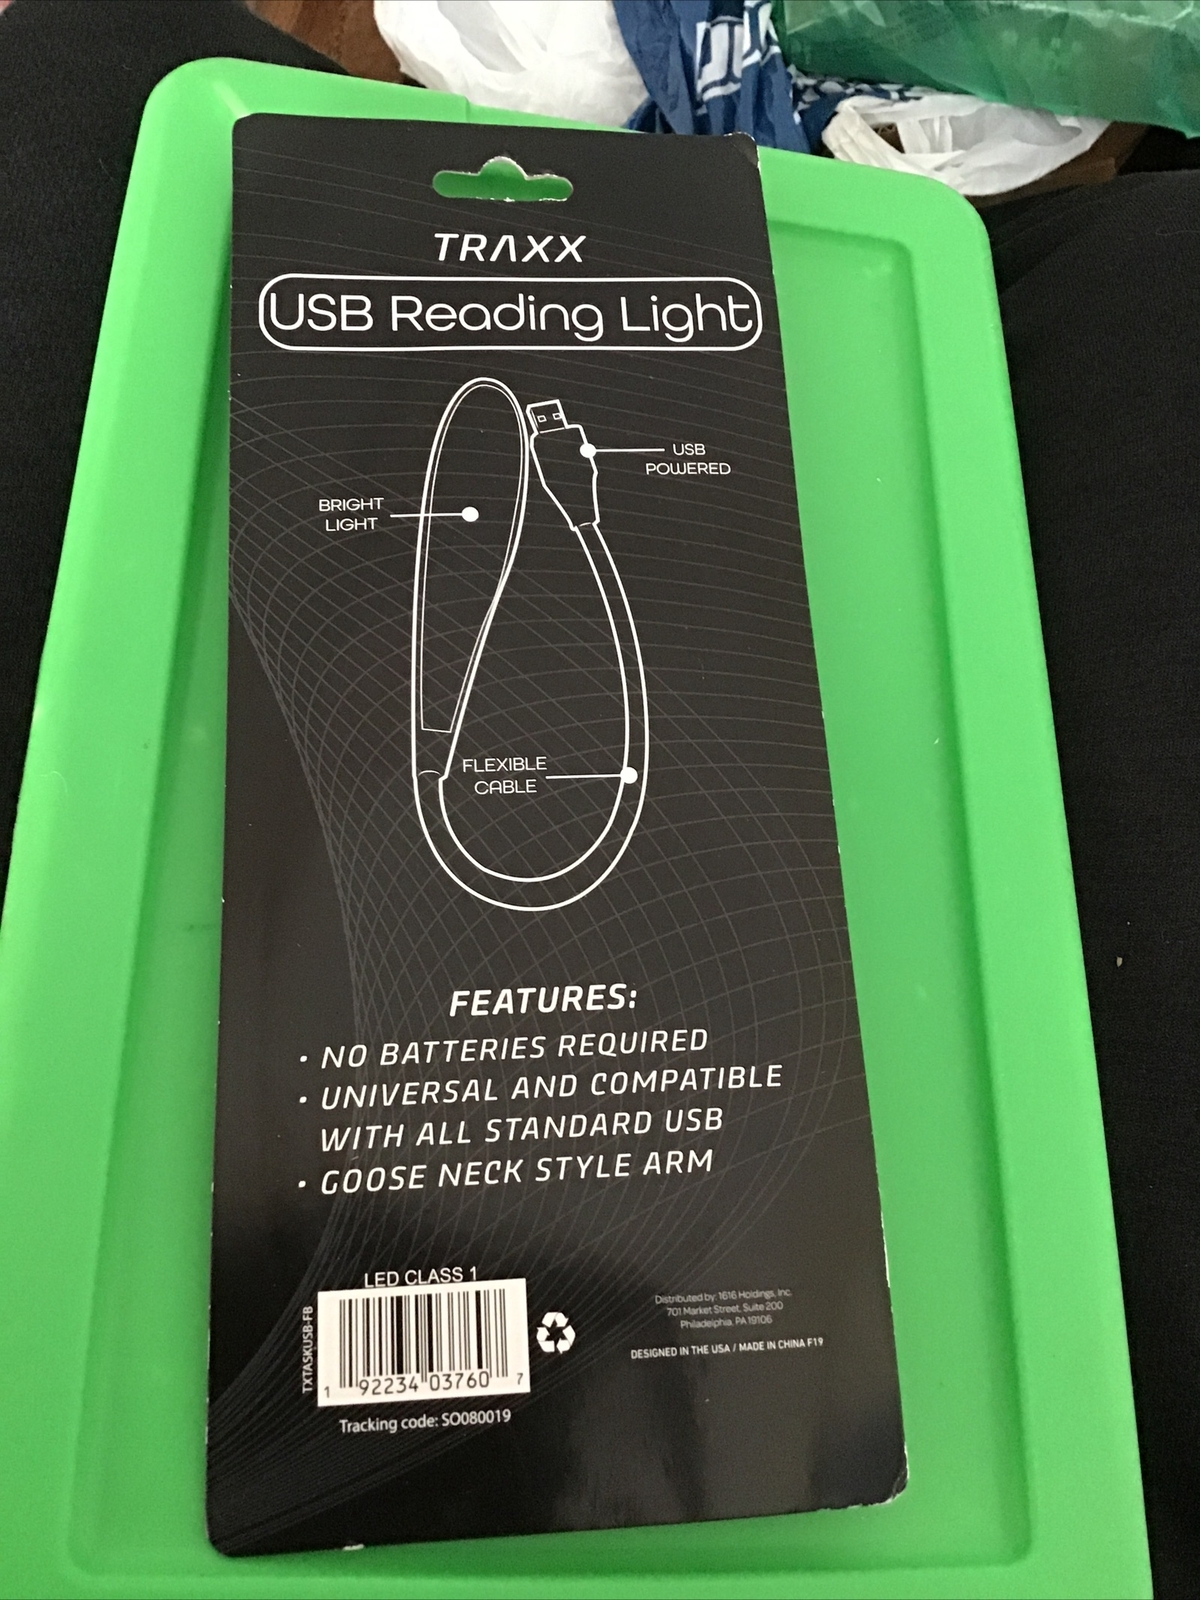 TRAXX
USB Reading Light
USB
POWERED
BRIGHT
LIGHT
FLEXIBLE
CABLE
FEATURES:
• NO BATTERIES REQUIRED
• UNIVERSAL AND COMPATIBLE
WITH ALL STANDARD USB
• GOOSE NECK STYLE ARM
LED CLASS 1
TXTASKUSB-FB
1 92234 03760 7
Tracking code: SO080019
Distributed by: 1616 Holdings, Inc.
701 Market Street, Suite 200
Philadelphia, PA 19106
DESIGNED IN THE USA / MADE IN CHINA F19